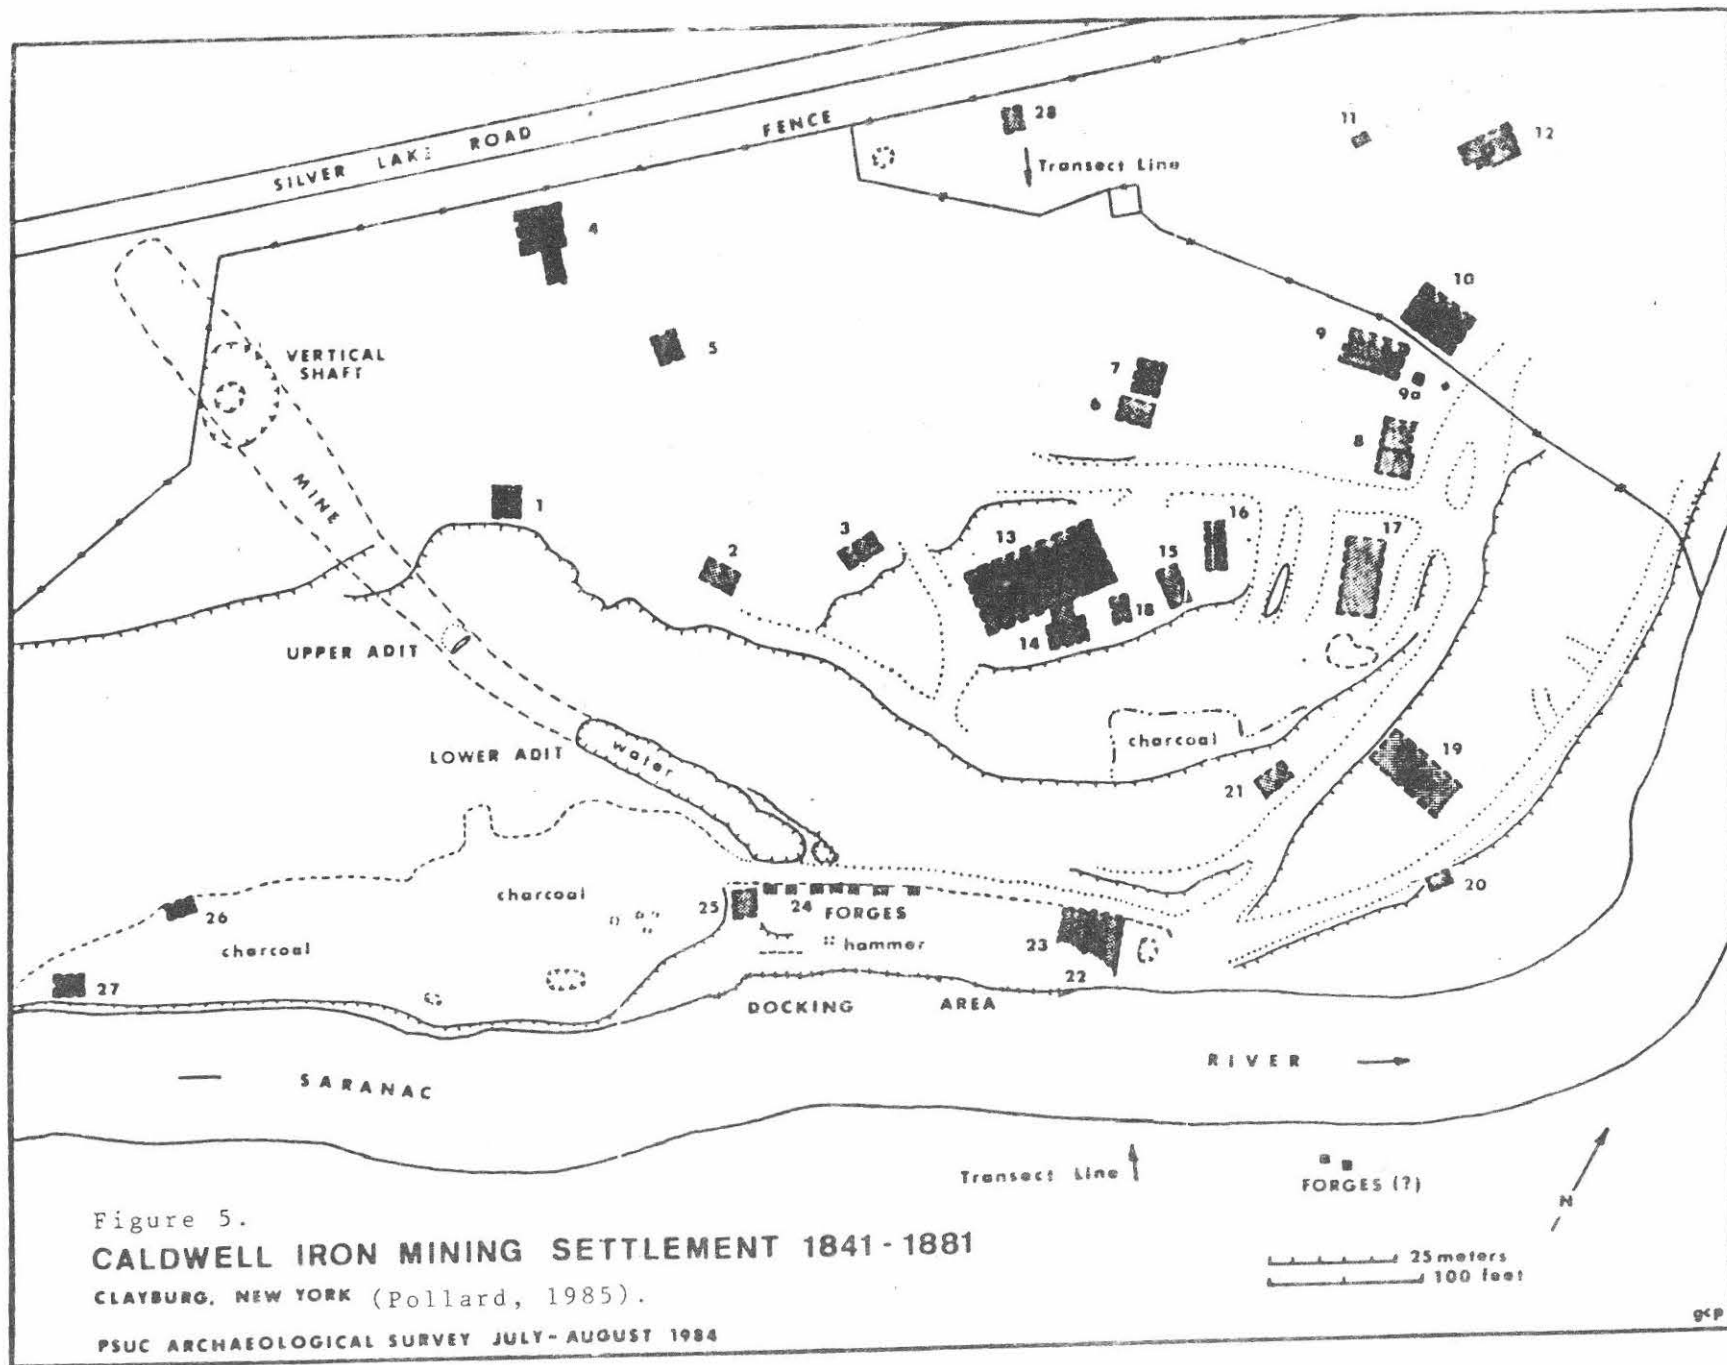 SILVER LAKE ROAD
FENCE
28
Transect Line
11
12
4
5
10
9
9a
VERTICAL
SHAFT
7
6
8
MINE
1
2
3
13
14
15
16
17
18
UPPER ADIT
LOWER ADIT
water
charcoal
19
21
20
charcoal
26
charcoal
27
25
24
FORGES
hammer
23
22
DOCKING AREA
SARANAC
RIVER
Transect Line
FORGES (?)
N
Figure 5.
CALDWELL IRON MINING SETTLEMENT 1841-1881
CLAYBURG, NEW YORK (Pollard, 1985).
PSUC ARCHAEOLOGICAL SURVEY JULY-AUGUST 1984
25 meters
100 feet
gcp